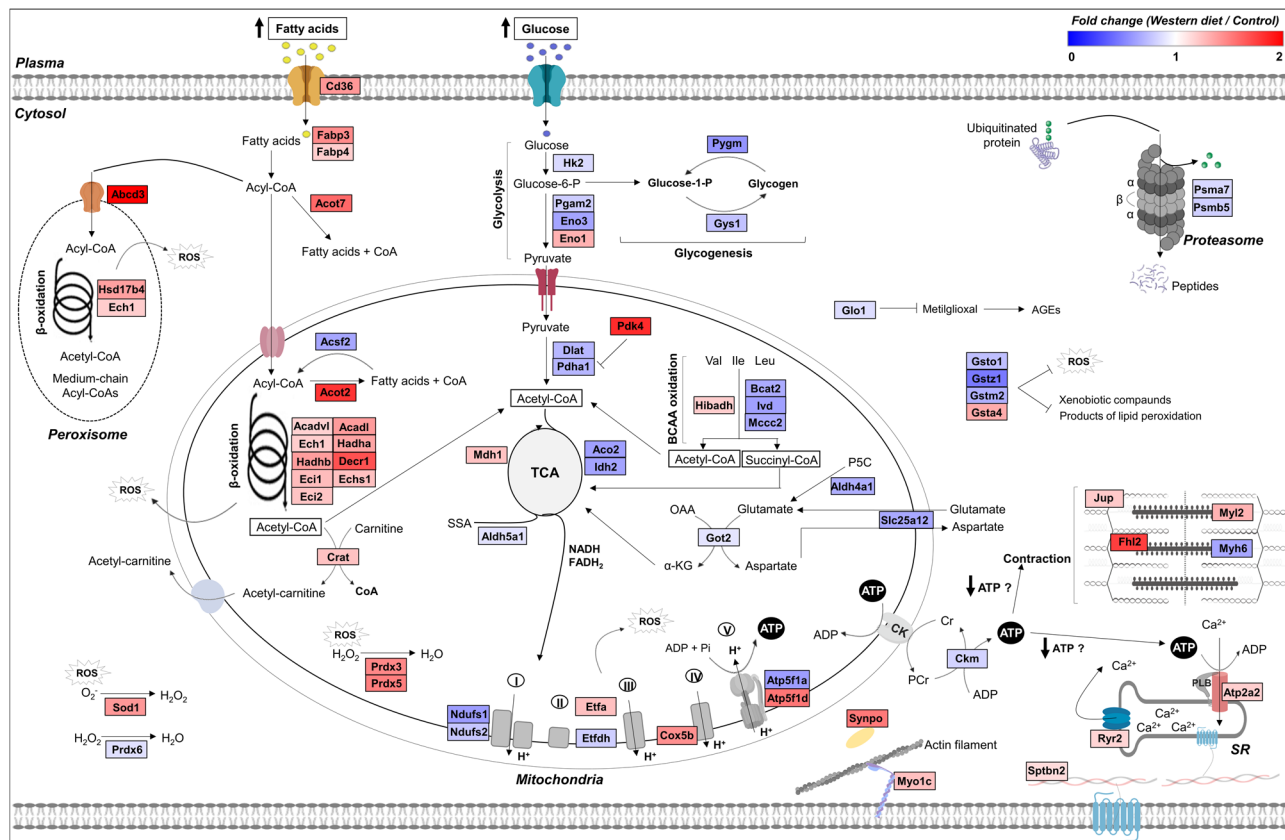 Fatty acids
Glucose
Fold change (Western diet / Control)
0
1
2
Plasma
Cd36
Cytosol
Fatty acids
Fabp3
Fabp4
Acyl-CoA
Abcd3
Acot7
Fatty acids + CoA
Acyl-CoA
ROS
β-oxidation
Hsd17b4
Ech1
Acetyl-CoA
Medium-chain
Acyl-CoAs
Peroxisome
Glucose
Hk2
Glucose-6-P
Glycolysis
Pgam2
Eno3
Eno1
Pyruvate
Pygm
Glucose-1-P
Glycogen
Gys1
Glycogenesis
Ubiquitinated
protein
α
β
α
Psma7
Psmb5
Proteasome
Peptides
Glo1
Metilglioxal
AGEs
Gsto1
Gstz1
Gstm2
Gsta4
ROS
Xenobiotic compaunds
Products of lipid peroxidation
Pyruvate
Pdk4
Dlat
Pdha1
Acetyl-CoA
Acsf2
Acyl-CoA
Fatty acids + CoA
Acot2
β-oxidation
Acadvl
Acadl
Ech1
Hadha
Hadhb
Decr1
Eci1
Echs1
Eci2
ROS
Acetyl-CoA
Carnitine
Crat
Acetyl-carnitine
Acetyl-carnitine
CoA
BCAA oxidation
Val
Ile
Leu
Hibadh
Bcat2
Ivd
Mccc2
Acetyl-CoA
Succinyl-CoA
Mdh1
TCA
Aco2
Idh2
SSA
Aldh5a1
NADH
FADH2
P5C
Aldh4a1
OAA
Glutamate
Got2
α-KG
Aspartate
Slc25a12
Glutamate
Aspartate
Jup
Myl2
Fhl2
Myh6
Contraction
ATP ?
ATP
ADP
CK
Cr
PCr
Ckm
ATP
ADP
ATP ?
ATP
Ca2+
ADP
Ca2+
PLB
Atp2a2
Ca2+
Ca2+
Ca2+
Ca2+
Ryr2
SR
Sptbn2
ROS
H2O2
H2O
Prdx3
Prdx5
ROS
O2-
H2O2
Sod1
H2O2
H2O
Prdx6
ROS
I
II
III
IV
V
ADP + Pi
ATP
H+
Ndufs1
Ndufs2
H+
Etfa
Etfdh
H+
Cox5b
H+
Atp5f1a
Atp5f1d
H+
Mitochondria
Synpo
Actin filament
Myo1c